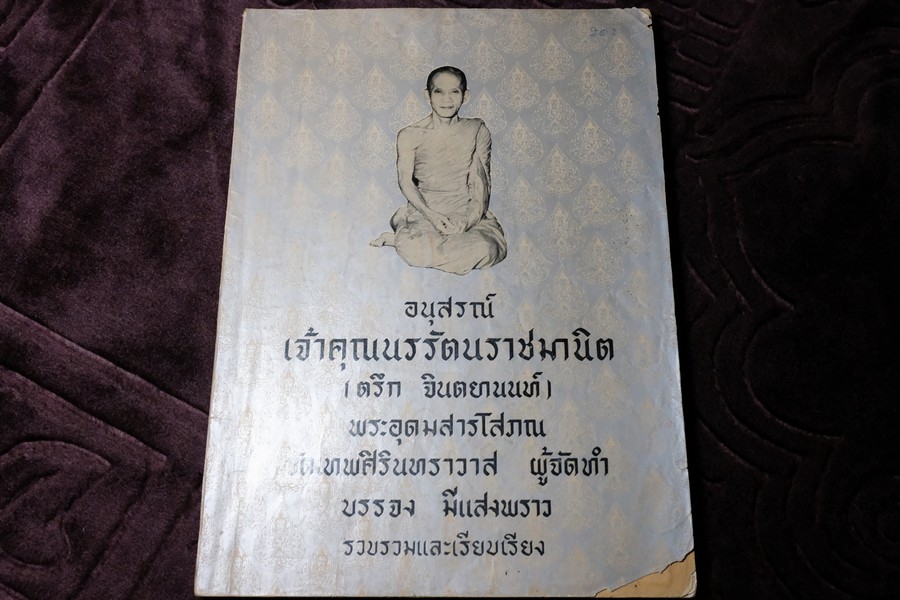 อนุสรณ์
เจ้าคุณนรรัตนราชมานิต
(ตรึก จินตยานนท์)
พระอุดมสารโสภณ
วัดเทพศิรินทราวาส ผู้จัดทำ
บรรจง มีแสงพราว
รวบรวมและเรียบเรียง